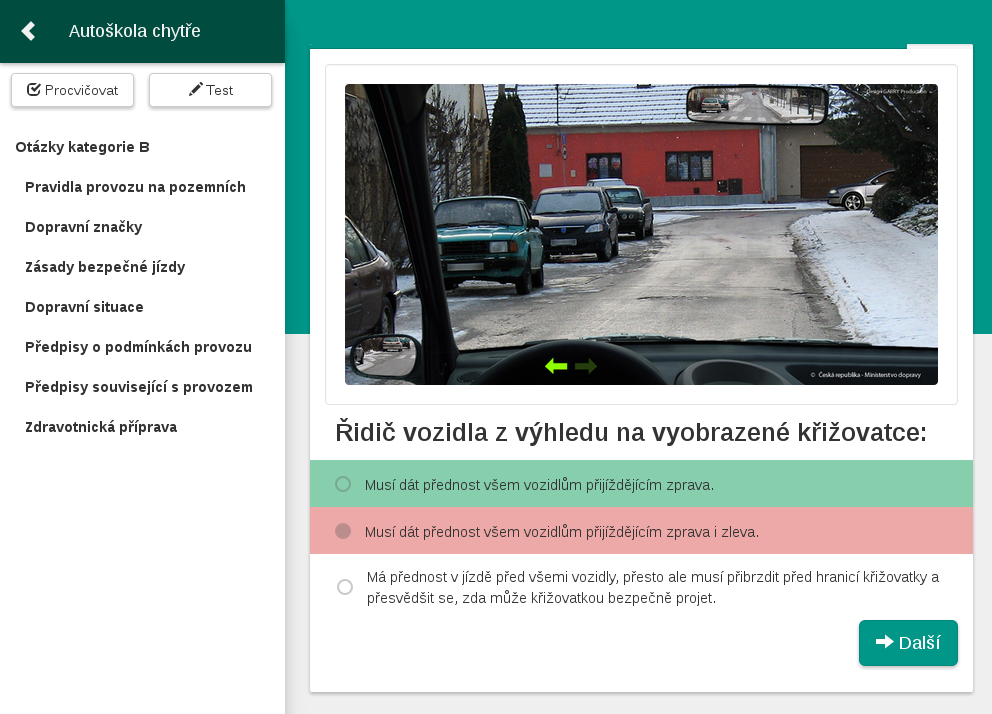 Autoškola chytře
Procvičovat
Test
Otázky kategorie B
Pravidla provozu na pozemních
Dopravní značky
Zásady bezpečné jízdy
Dopravní situace
Předpisy o podmínkách provozu
Předpisy související s provozem
Zdravotnická příprava
Design GARRY Production
© Česká republika - Ministerstvo dopravy
Řidič vozidla z výhledu na vyobrazené křižovatce:
Musí dát přednost všem vozidlům přijíždějícím zprava.
Musí dát přednost všem vozidlům přijíždějícím zprava i zleva.
Má přednost v jízdě před všemi vozidly, přesto ale musí přibrzdit před hranicí křižovatky a
přesvědšit se, zda může křižovatkou bezpečně projet.
Další